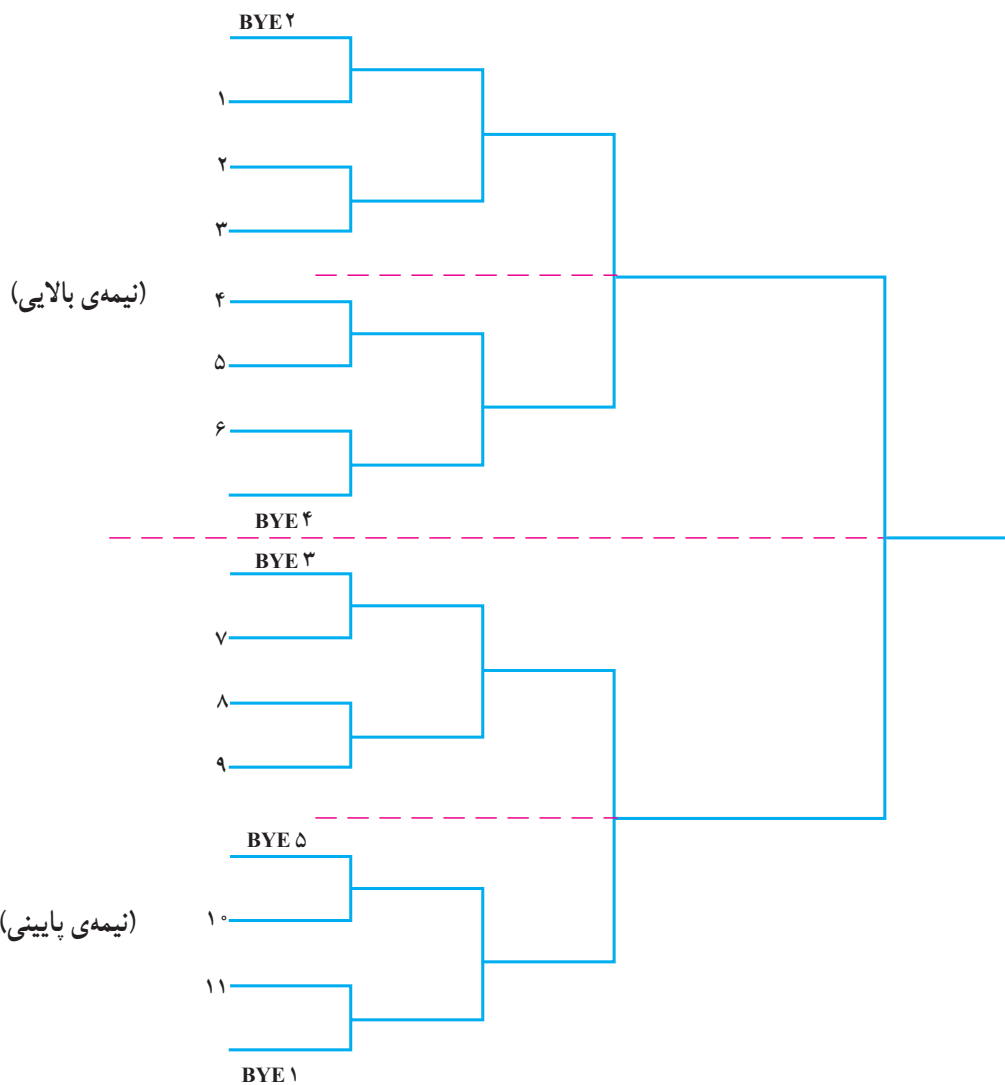 BYE ۲
۱
۲
۳
(نیمه‌ی بالایی)
۴
۵
۶
BYE ۴
BYE ۳
۷
۸
۹
BYE ۵
(نیمه‌ی پایینی)
۱۰
۱۱
BYE ۱